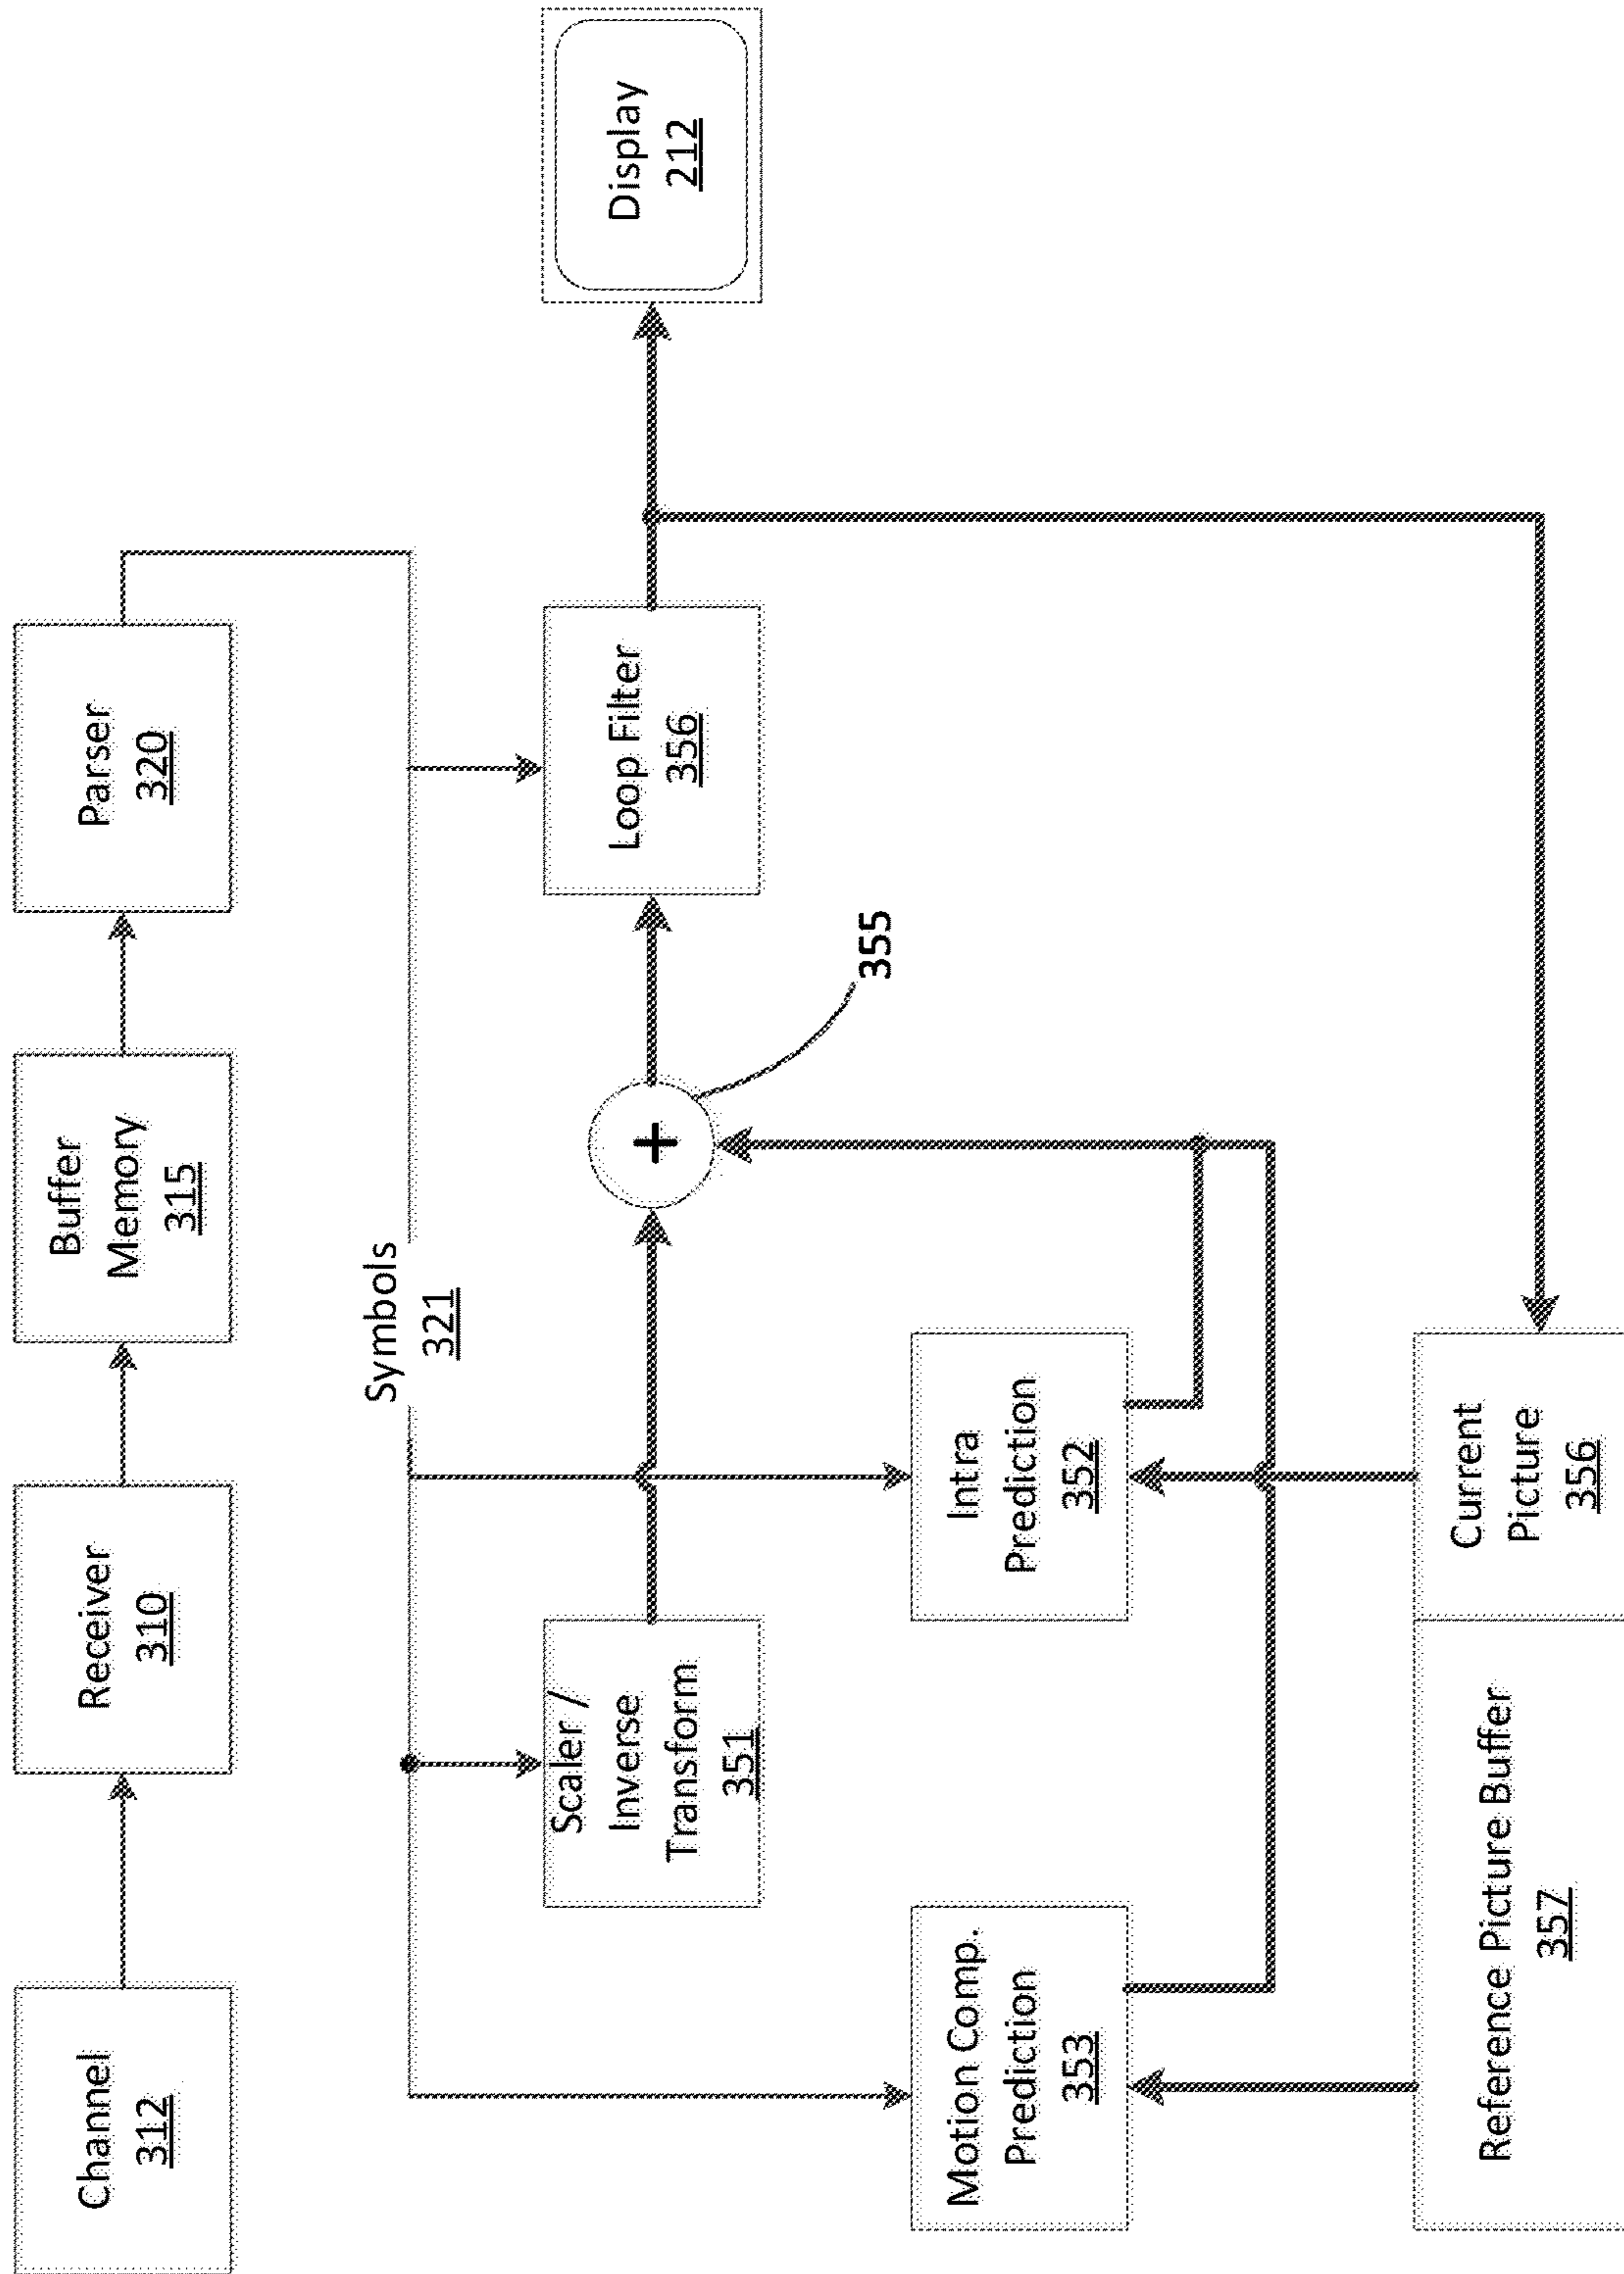 Channel
312
Receiver
310
Buffer
Memory
315
Parser
320
Symbols
321
Scaler /
Inverse
Transform
351
+
355
Loop Filter
356
Display
212
Motion Comp.
Prediction
353
Intra
Prediction
352
Reference Picture Buffer
357
Current
Picture
356